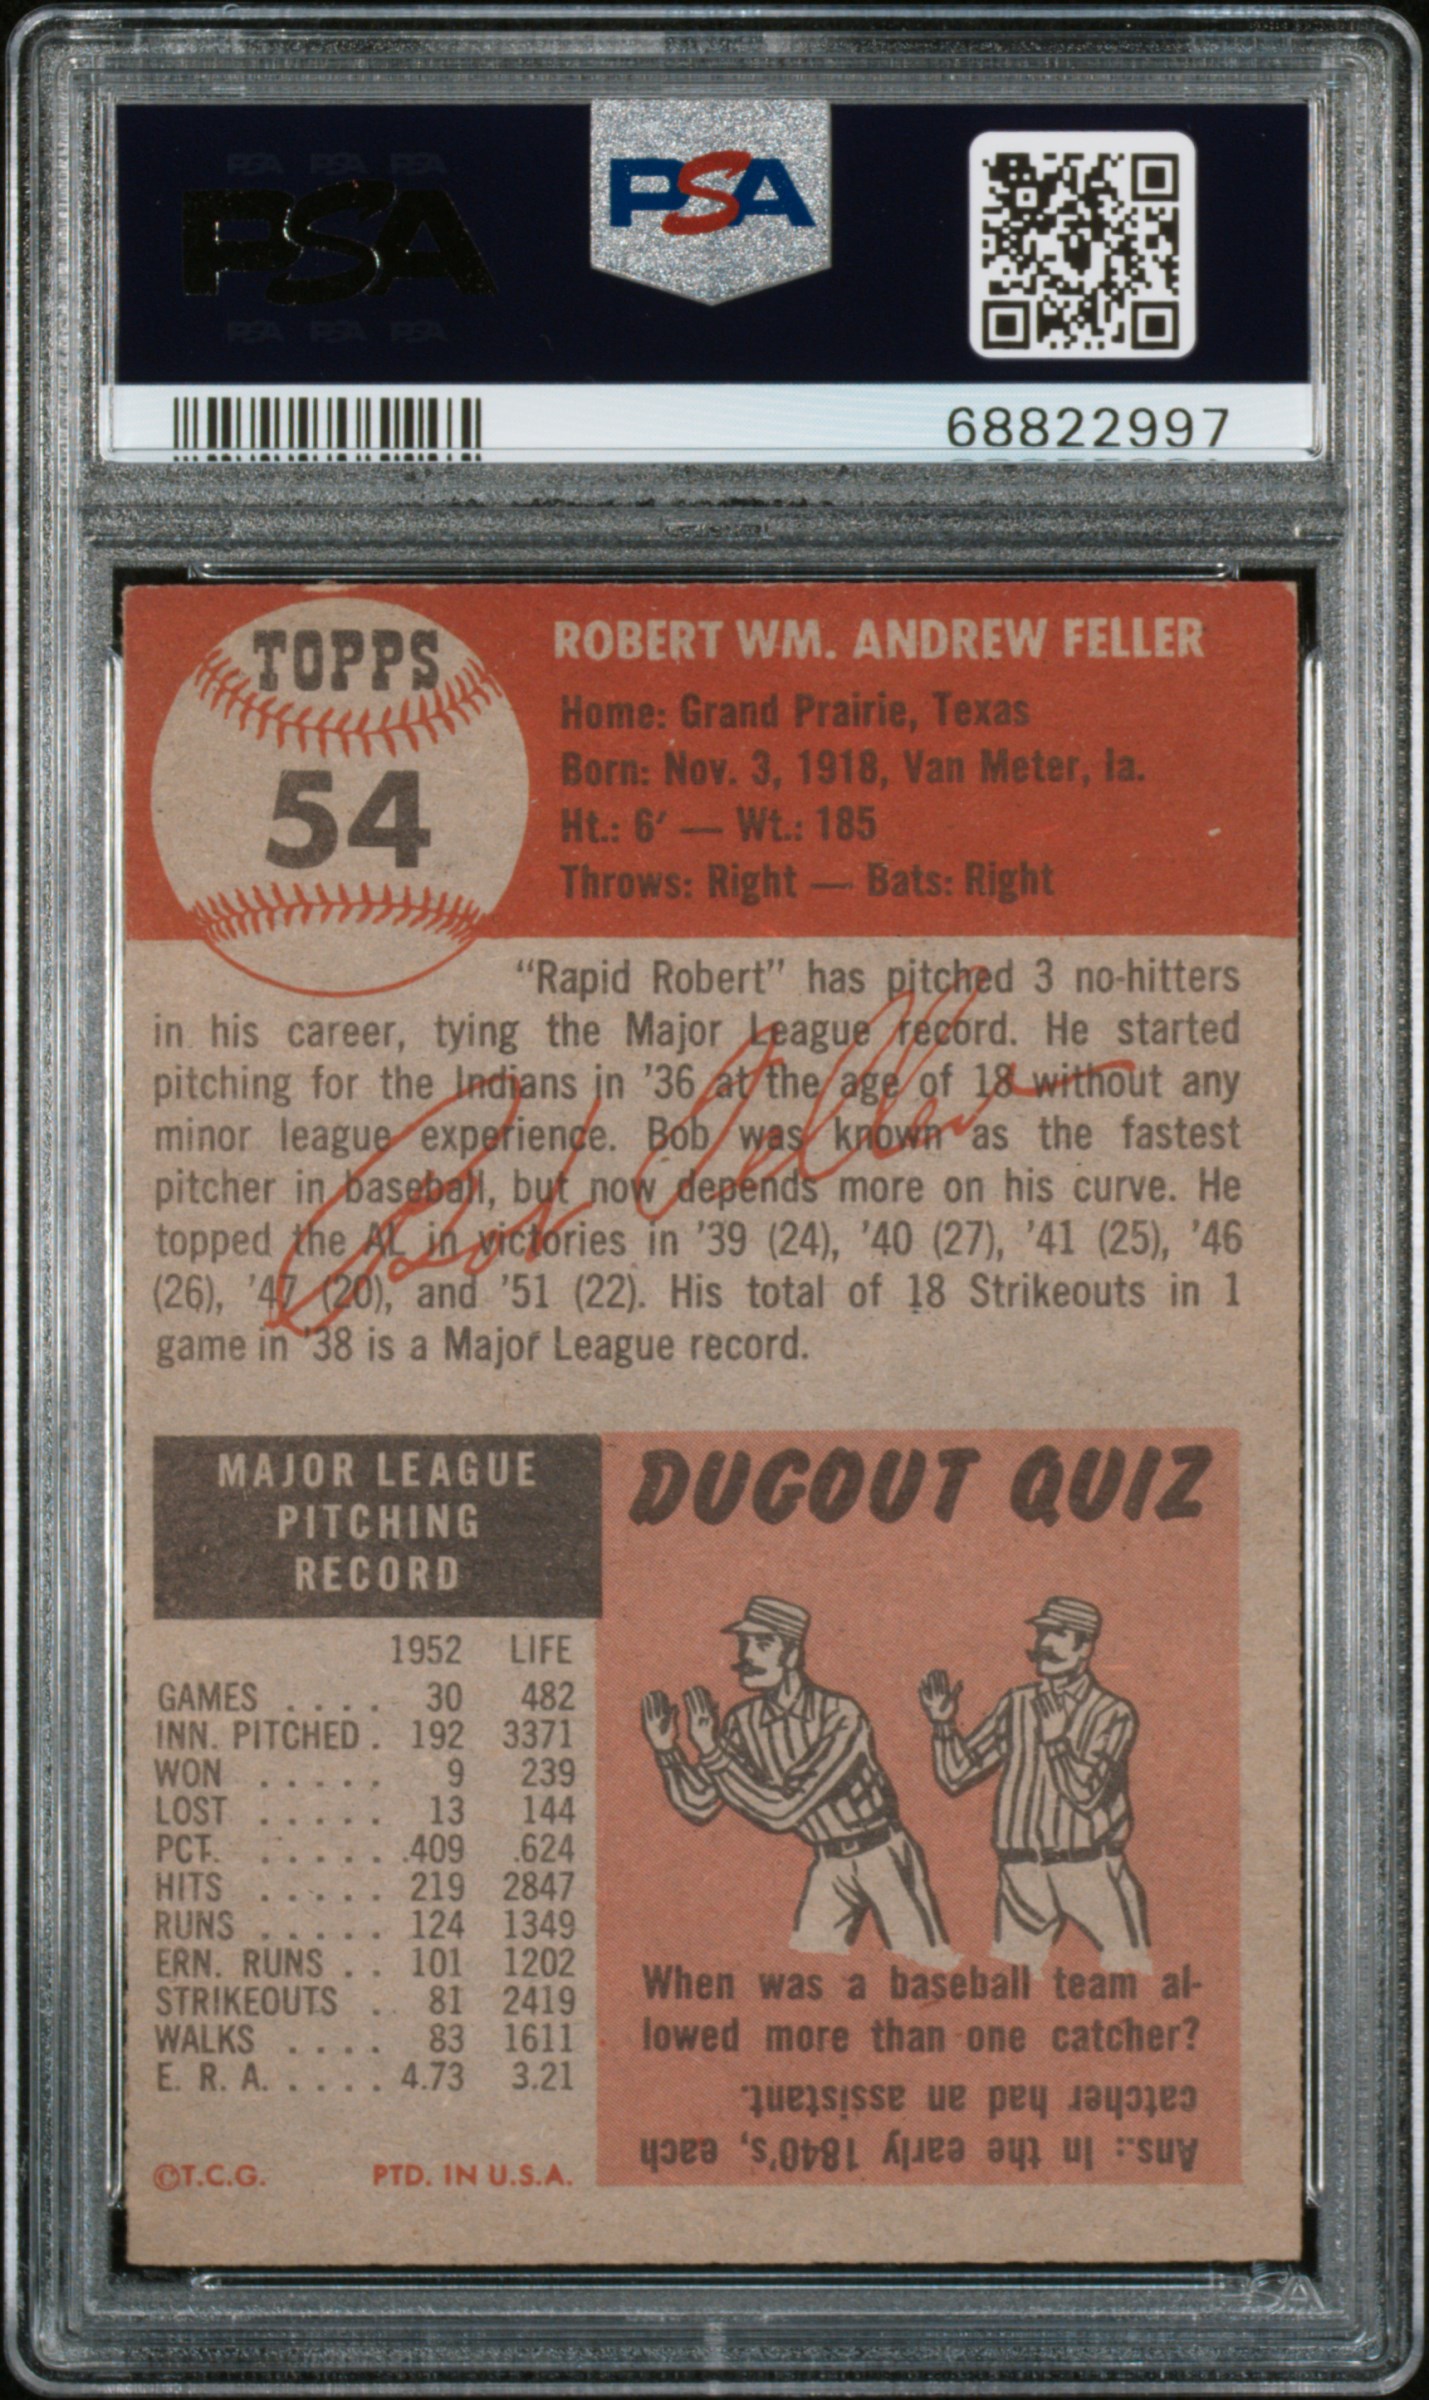 PSA PSA PSA
PSA
PSA PSA PSA
PSA
68822997
TOPPS
54
ROBERT WM. ANDREW FELLER
Home: Grand Prairie, Texas
Born: Nov. 3, 1918, Van Meter, Ia.
Ht.: 6′ — Wt.: 185
Throws: Right — Bats: Right
“Rapid Robert” has pitched 3 no-hitters
in his career, tying the Major League record. He started
pitching for the Indians in ’36 at the age of 18 without any
minor league experience. Bob was known as the fastest
pitcher in baseball, but now depends more on his curve. He
topped the AL in victories in ’39 (24), ’40 (27), ’41 (25), ’46
(26), ’47 (20), and ’51 (22). His total of 18 Strikeouts in 1
game in ’38 is a Major League record.
Bob Feller
MAJOR LEAGUE
PITCHING
RECORD
1952 LIFE
GAMES . . . . 30 482
INN. PITCHED . 192 3371
WON . . . . . 9 239
LOST . . . . . 13 144
PCT. . . . . . . .409 .624
HITS . . . . . 219 2847
RUNS . . . . . 124 1349
ERN. RUNS . . 101 1202
STRIKEOUTS . 81 2419
WALKS . . . . 83 1611
E. R. A. . . . . . 4.73 3.21
©T.C.G. PTD. IN U.S.A.
DUGOUT QUIZ
When was a baseball team al-
lowed more than one catcher?
Ans.: In the early 1840’s, each
catcher had an assistant.
PSA